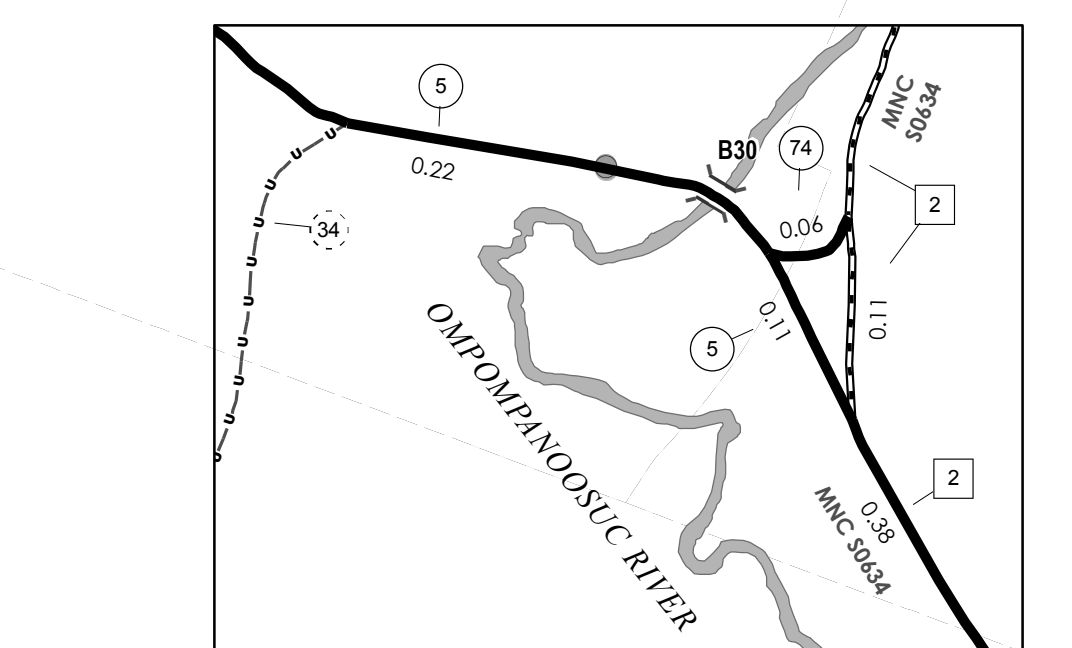 5
MNC
S0634
B30
74
0.22
2
34
0.06
0.11
0.11
5
OMPOMPANOOSUC RIVER
2
0.38
MNC S0634
U
U
U
U
U
U
U
U
U
U